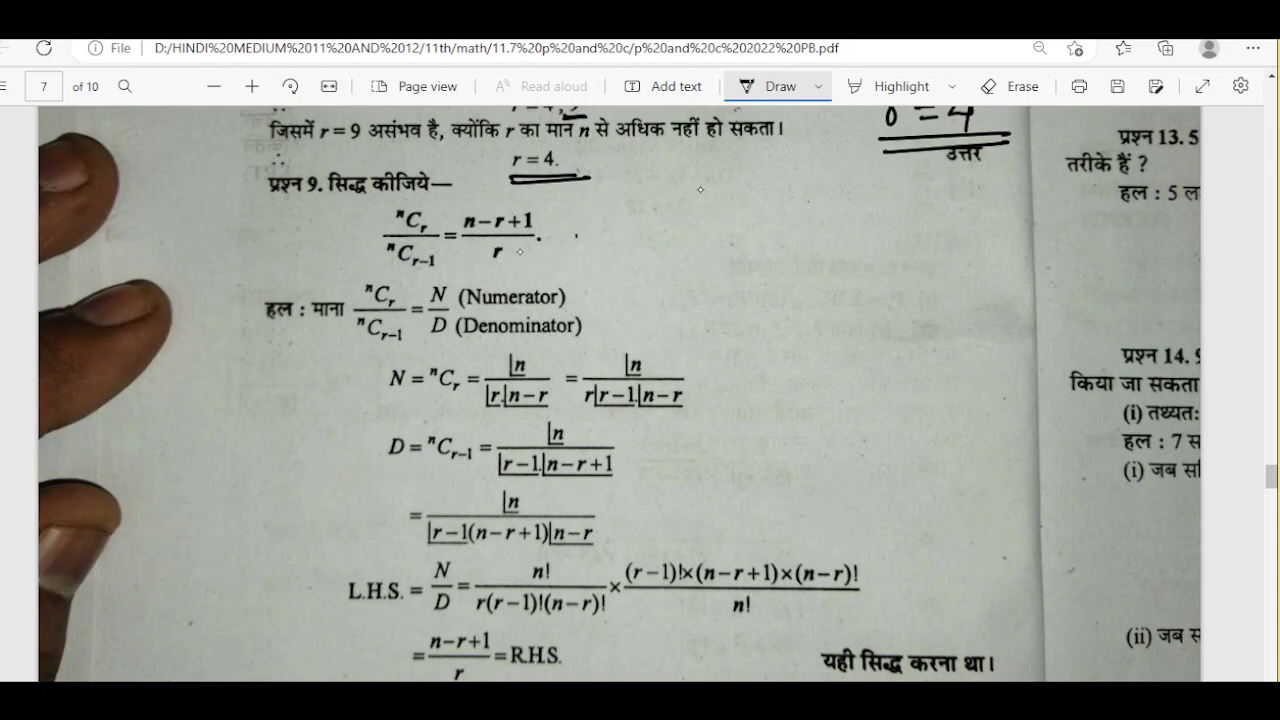 File | D:/HINDI%20MEDIUM%2011%20AND%2012/11th/math/11.7%20p%20and%20c/p%20and%20c%202022%20PB.pdf
7 of 10 Page view Read aloud Add text Draw Highlight Erase
जिसमें r = 9 असंभव है, क्योंकि r का मान n से अधिक नहीं हो सकता।
∴ r = 4.
= 4
उत्तर
प्रश्न 9. सिद्ध कीजिये—
ⁿCᵣ / ⁿCᵣ₋₁ = n−r+1 / r.
हल : माना ⁿCᵣ / ⁿCᵣ₋₁ = N (Numerator) / D (Denominator)
N = ⁿCᵣ = |n / |r.|n−r = |n / r|r−1.|n−r
D = ⁿCᵣ₋₁ = |n / |r−1.|n−r+1
= |n / |r−1(n−r+1)|n−r
L.H.S. = N/D = n! / r(r−1)!(n−r)! × (r−1)!×(n−r+1)×(n−r)! / n!
= n−r+1 / r = R.H.S.
यही सिद्ध करना था।
प्रश्न 13. 5
तरीके हैं ?
हल : 5 ल
प्रश्न 14. 9
किया जा सकता
(i) तथ्यत:
हल : 7 स
(i) जब सा
(ii) जब स